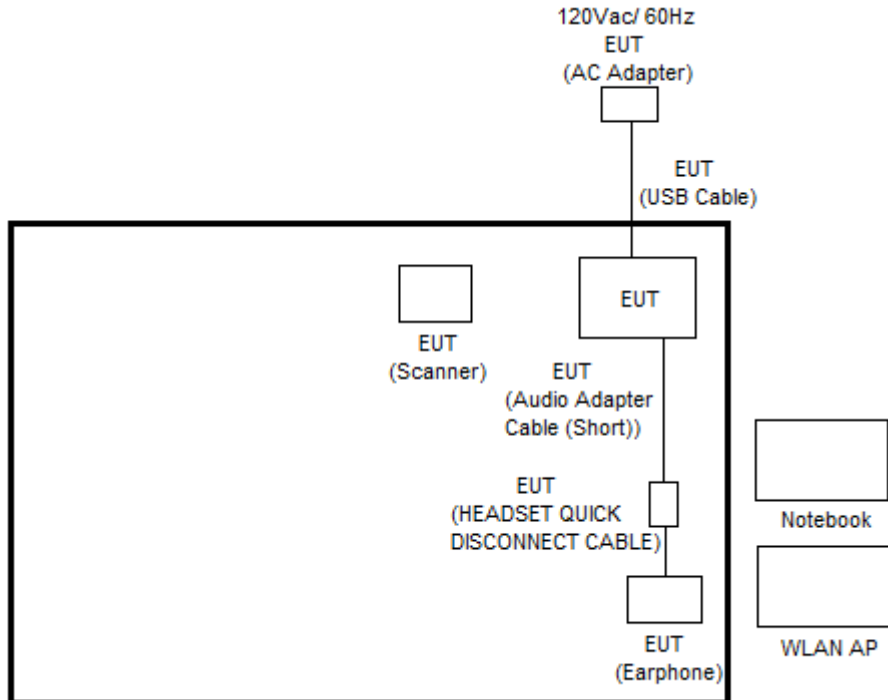 120Vac/ 60Hz
EUT
(AC Adapter)
EUT
(USB Cable)
EUT
EUT
(Scanner)
EUT
(Audio Adapter
Cable (Short))
EUT
(HEADSET QUICK
DISCONNECT CABLE)
Notebook
EUT
(Earphone)
WLAN AP